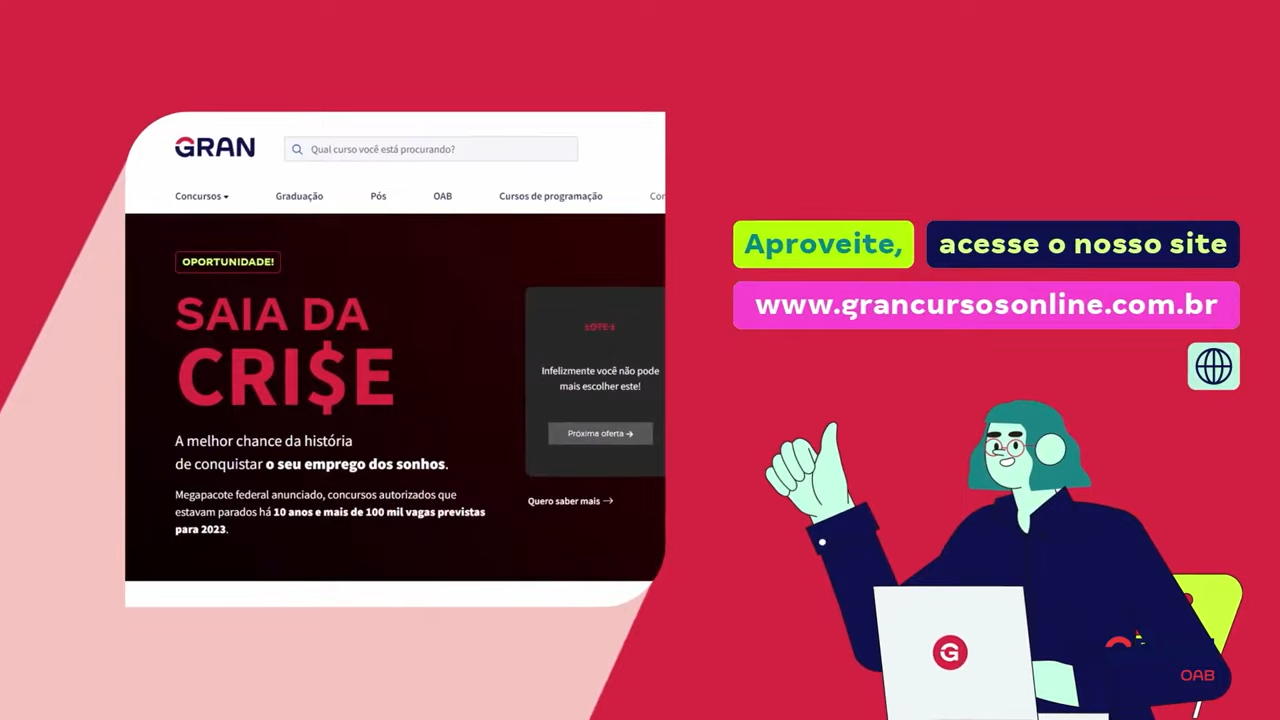 GRAN
Qual curso você está procurando?
Concursos
Graduação
Pós
OAB
Cursos de programação
OPORTUNIDADE!
SAIA DA
CRI$E
A melhor chance da história
de conquistar o seu emprego dos sonhos.
Megapacote federal anunciado, concursos autorizados que
estavam parados há 10 anos e mais de 100 mil vagas previstas
para 2023.
LOTE 1
Infelizmente você não pode
mais escolher este!
Próxima oferta →
Quero saber mais →
Aproveite, acesse o nosso site
www.grancursosonline.com.br
G
OAB